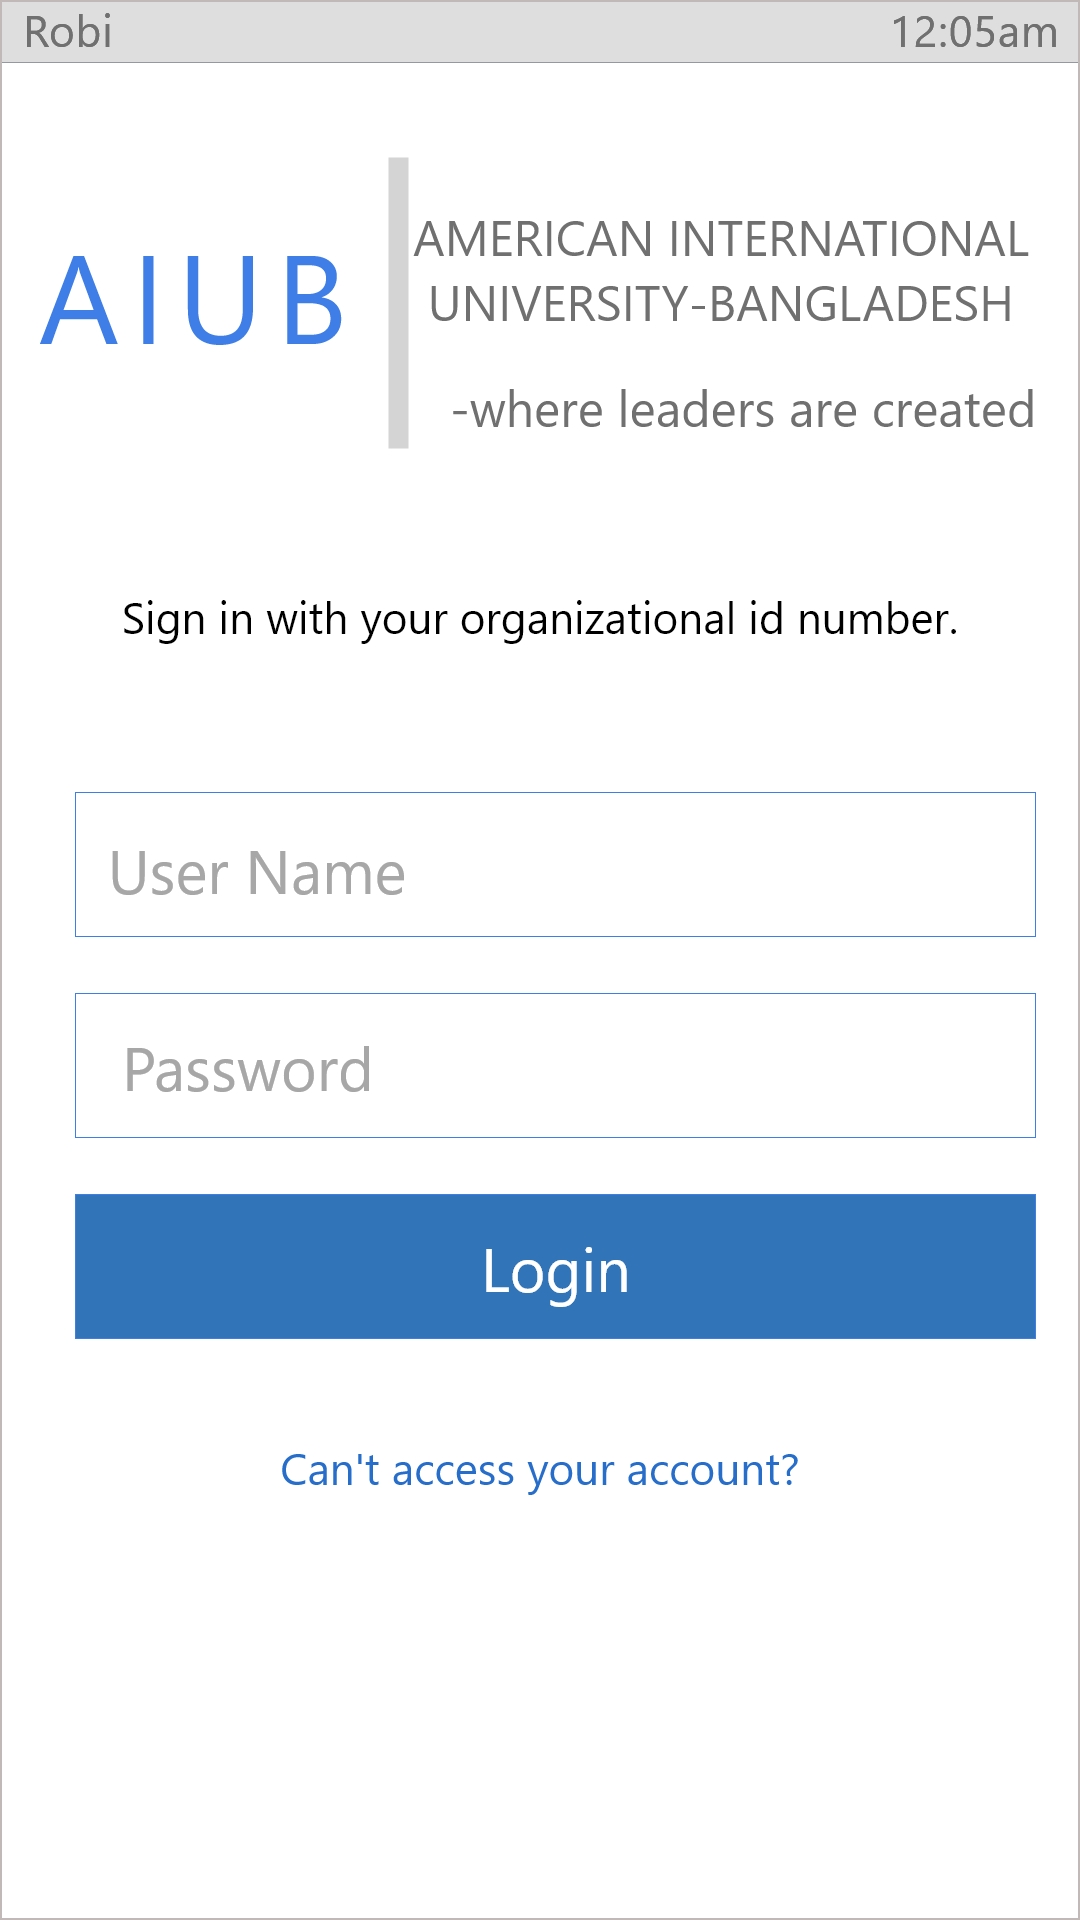 Robi 12:05am
AIUB
AMERICAN INTERNATIONAL
UNIVERSITY-BANGLADESH
-where leaders are created
Sign in with your organizational id number.
User Name
Password
Login
Can't access your account?